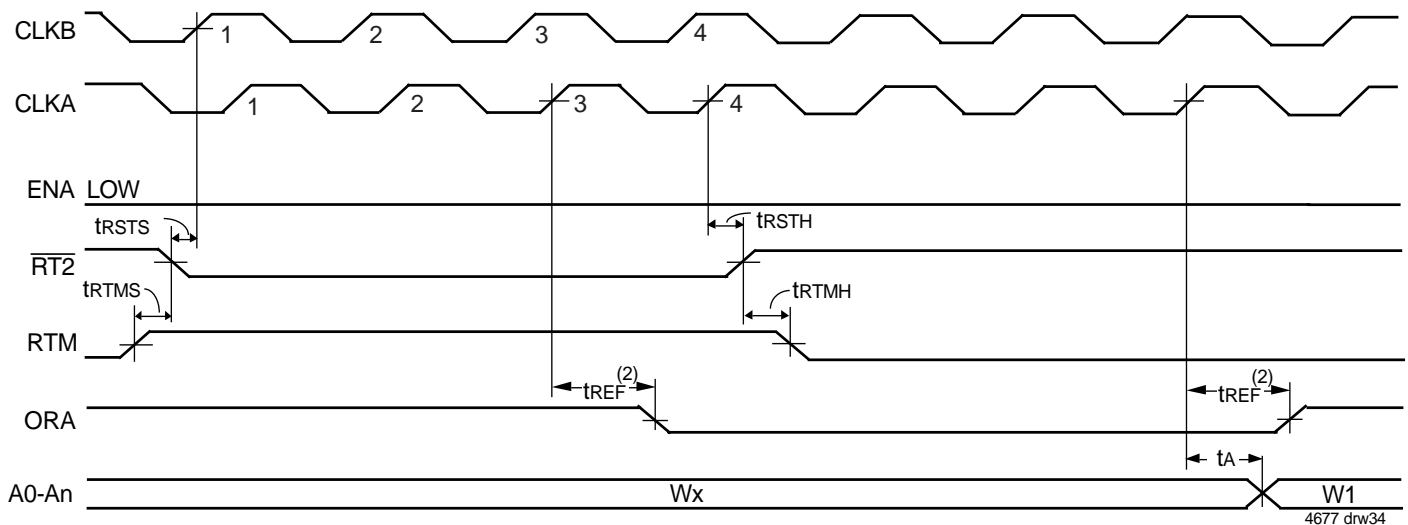 CLKB 1 2 3 4
CLKA 1 2 3 4
ENA LOW
tRSTS tRSTH
RT2
tRTMS tRTMH
RTM
tREF(2) tREF(2)
ORA
tA
A0-An Wx W1
4677 drw34